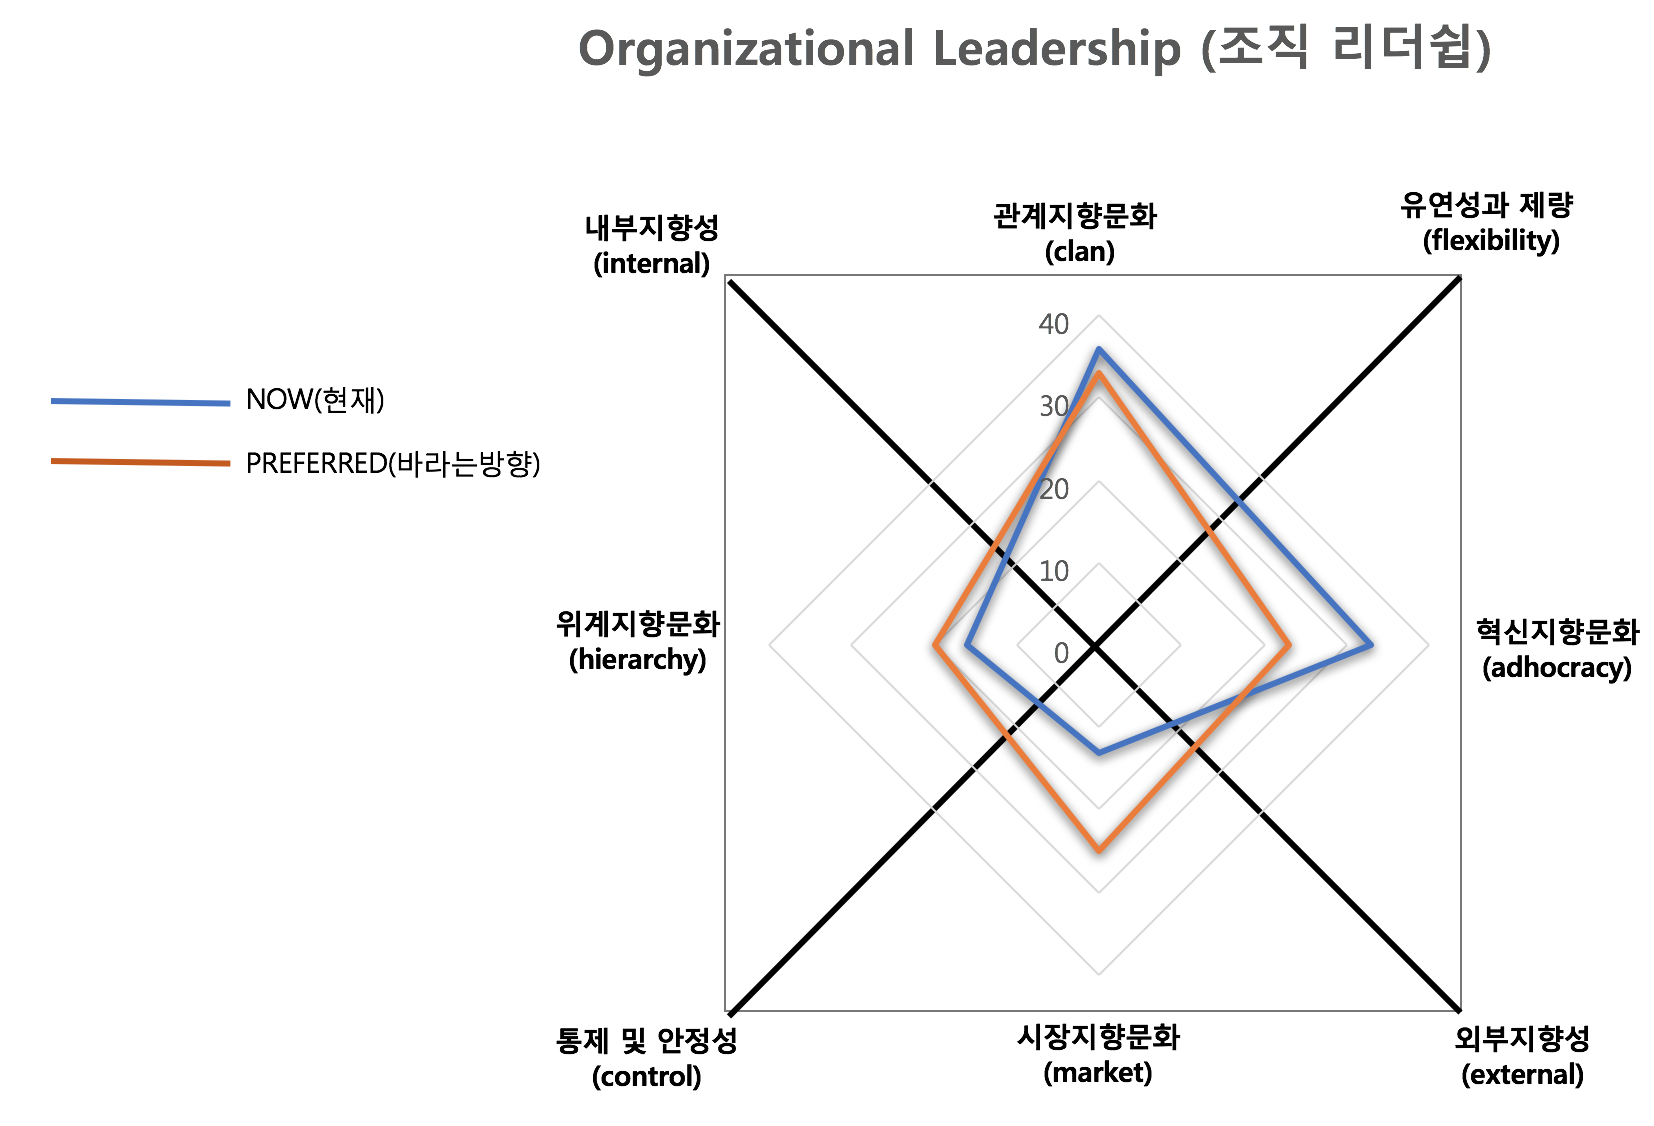 Organizational Leadership (조직 리더쉽)
내부지향성
(internal)
관계지향문화
(clan)
유연성과 제량
(flexibility)
NOW(현재)
PREFERRED(바라는방향)
40
30
20
10
0
위계지향문화
(hierarchy)
혁신지향문화
(adhocracy)
통제 및 안정성
(control)
시장지향문화
(market)
외부지향성
(external)